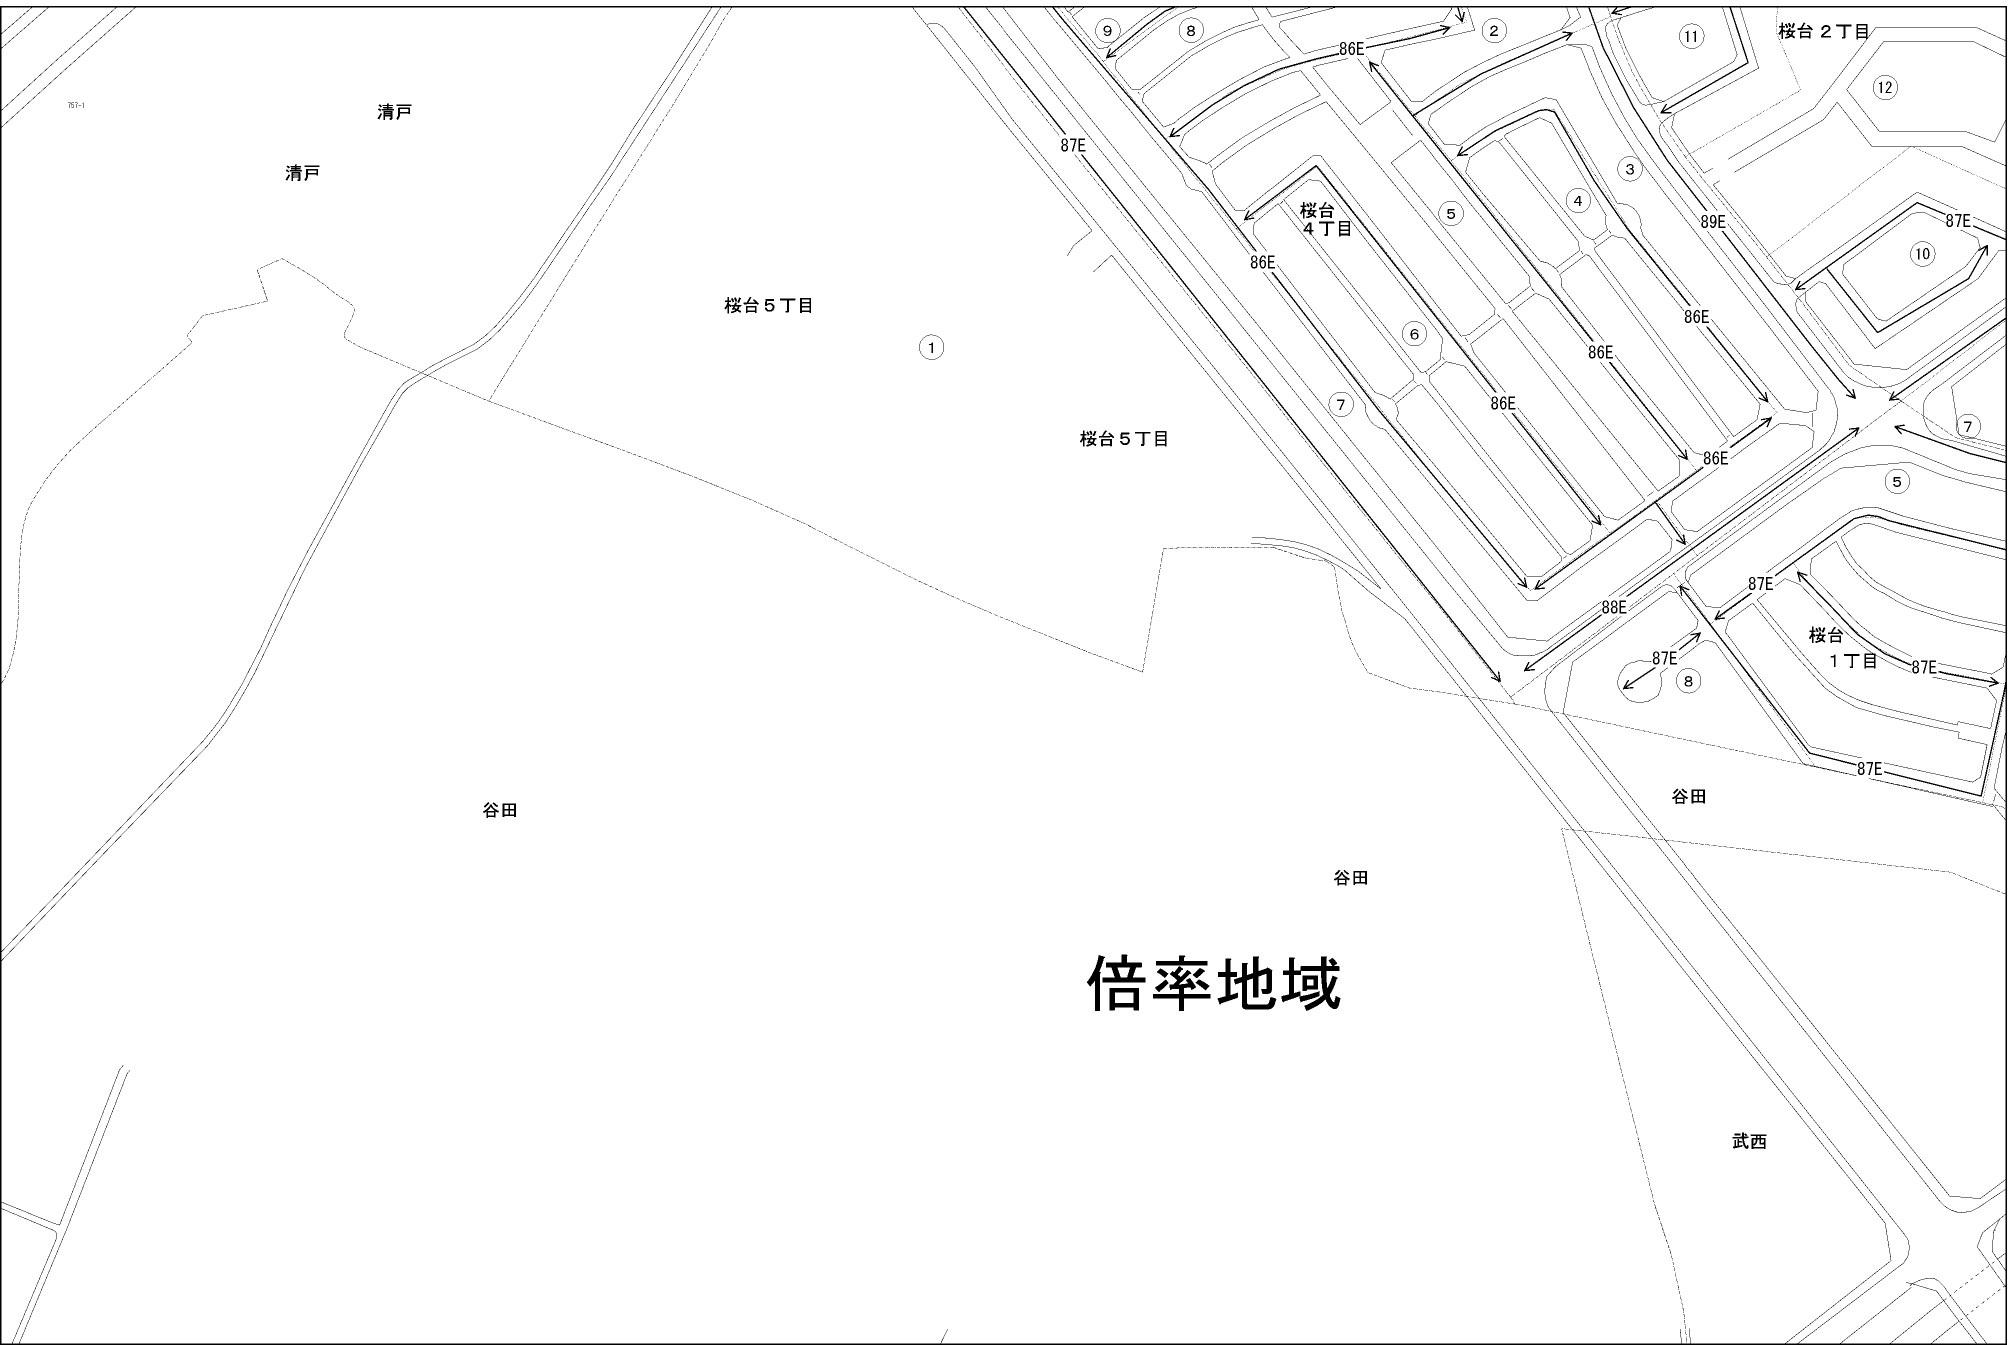 ⑨
⑧
86E
②
⑪
桜台２丁目
⑫
757-1
清戸
87E
清戸
③
④
桜台
４丁目
⑤
89E
87E
86E
⑩
桜台５丁目
86E
⑥
①
86E
⑦
86E
⑦
桜台５丁目
86E
⑤
87E
88E
桜台
１丁目
87E
87E
⑧
87E
谷田
谷田
谷田
倍率地域
武西